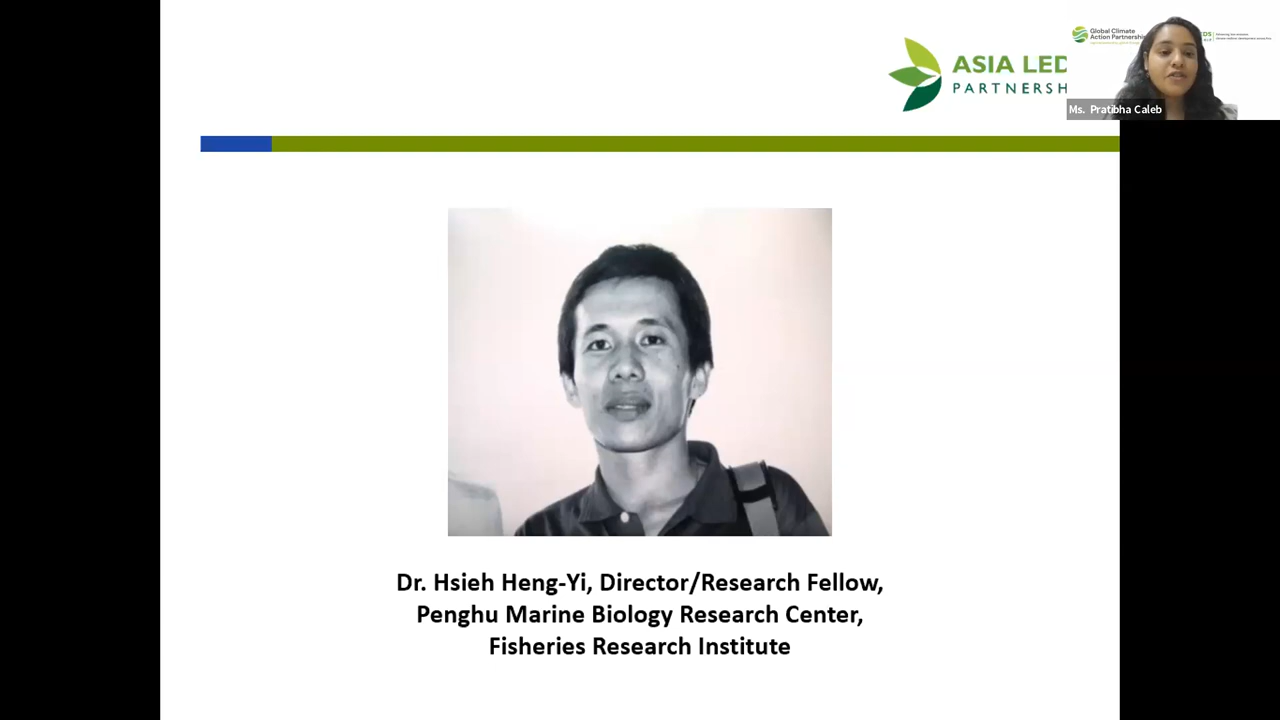 ASIA LED
PARTNERSH
Global Climate
Action Partnership
Ms. Pratibha Caleb
Dr. Hsieh Heng-Yi, Director/Research Fellow,
Penghu Marine Biology Research Center,
Fisheries Research Institute